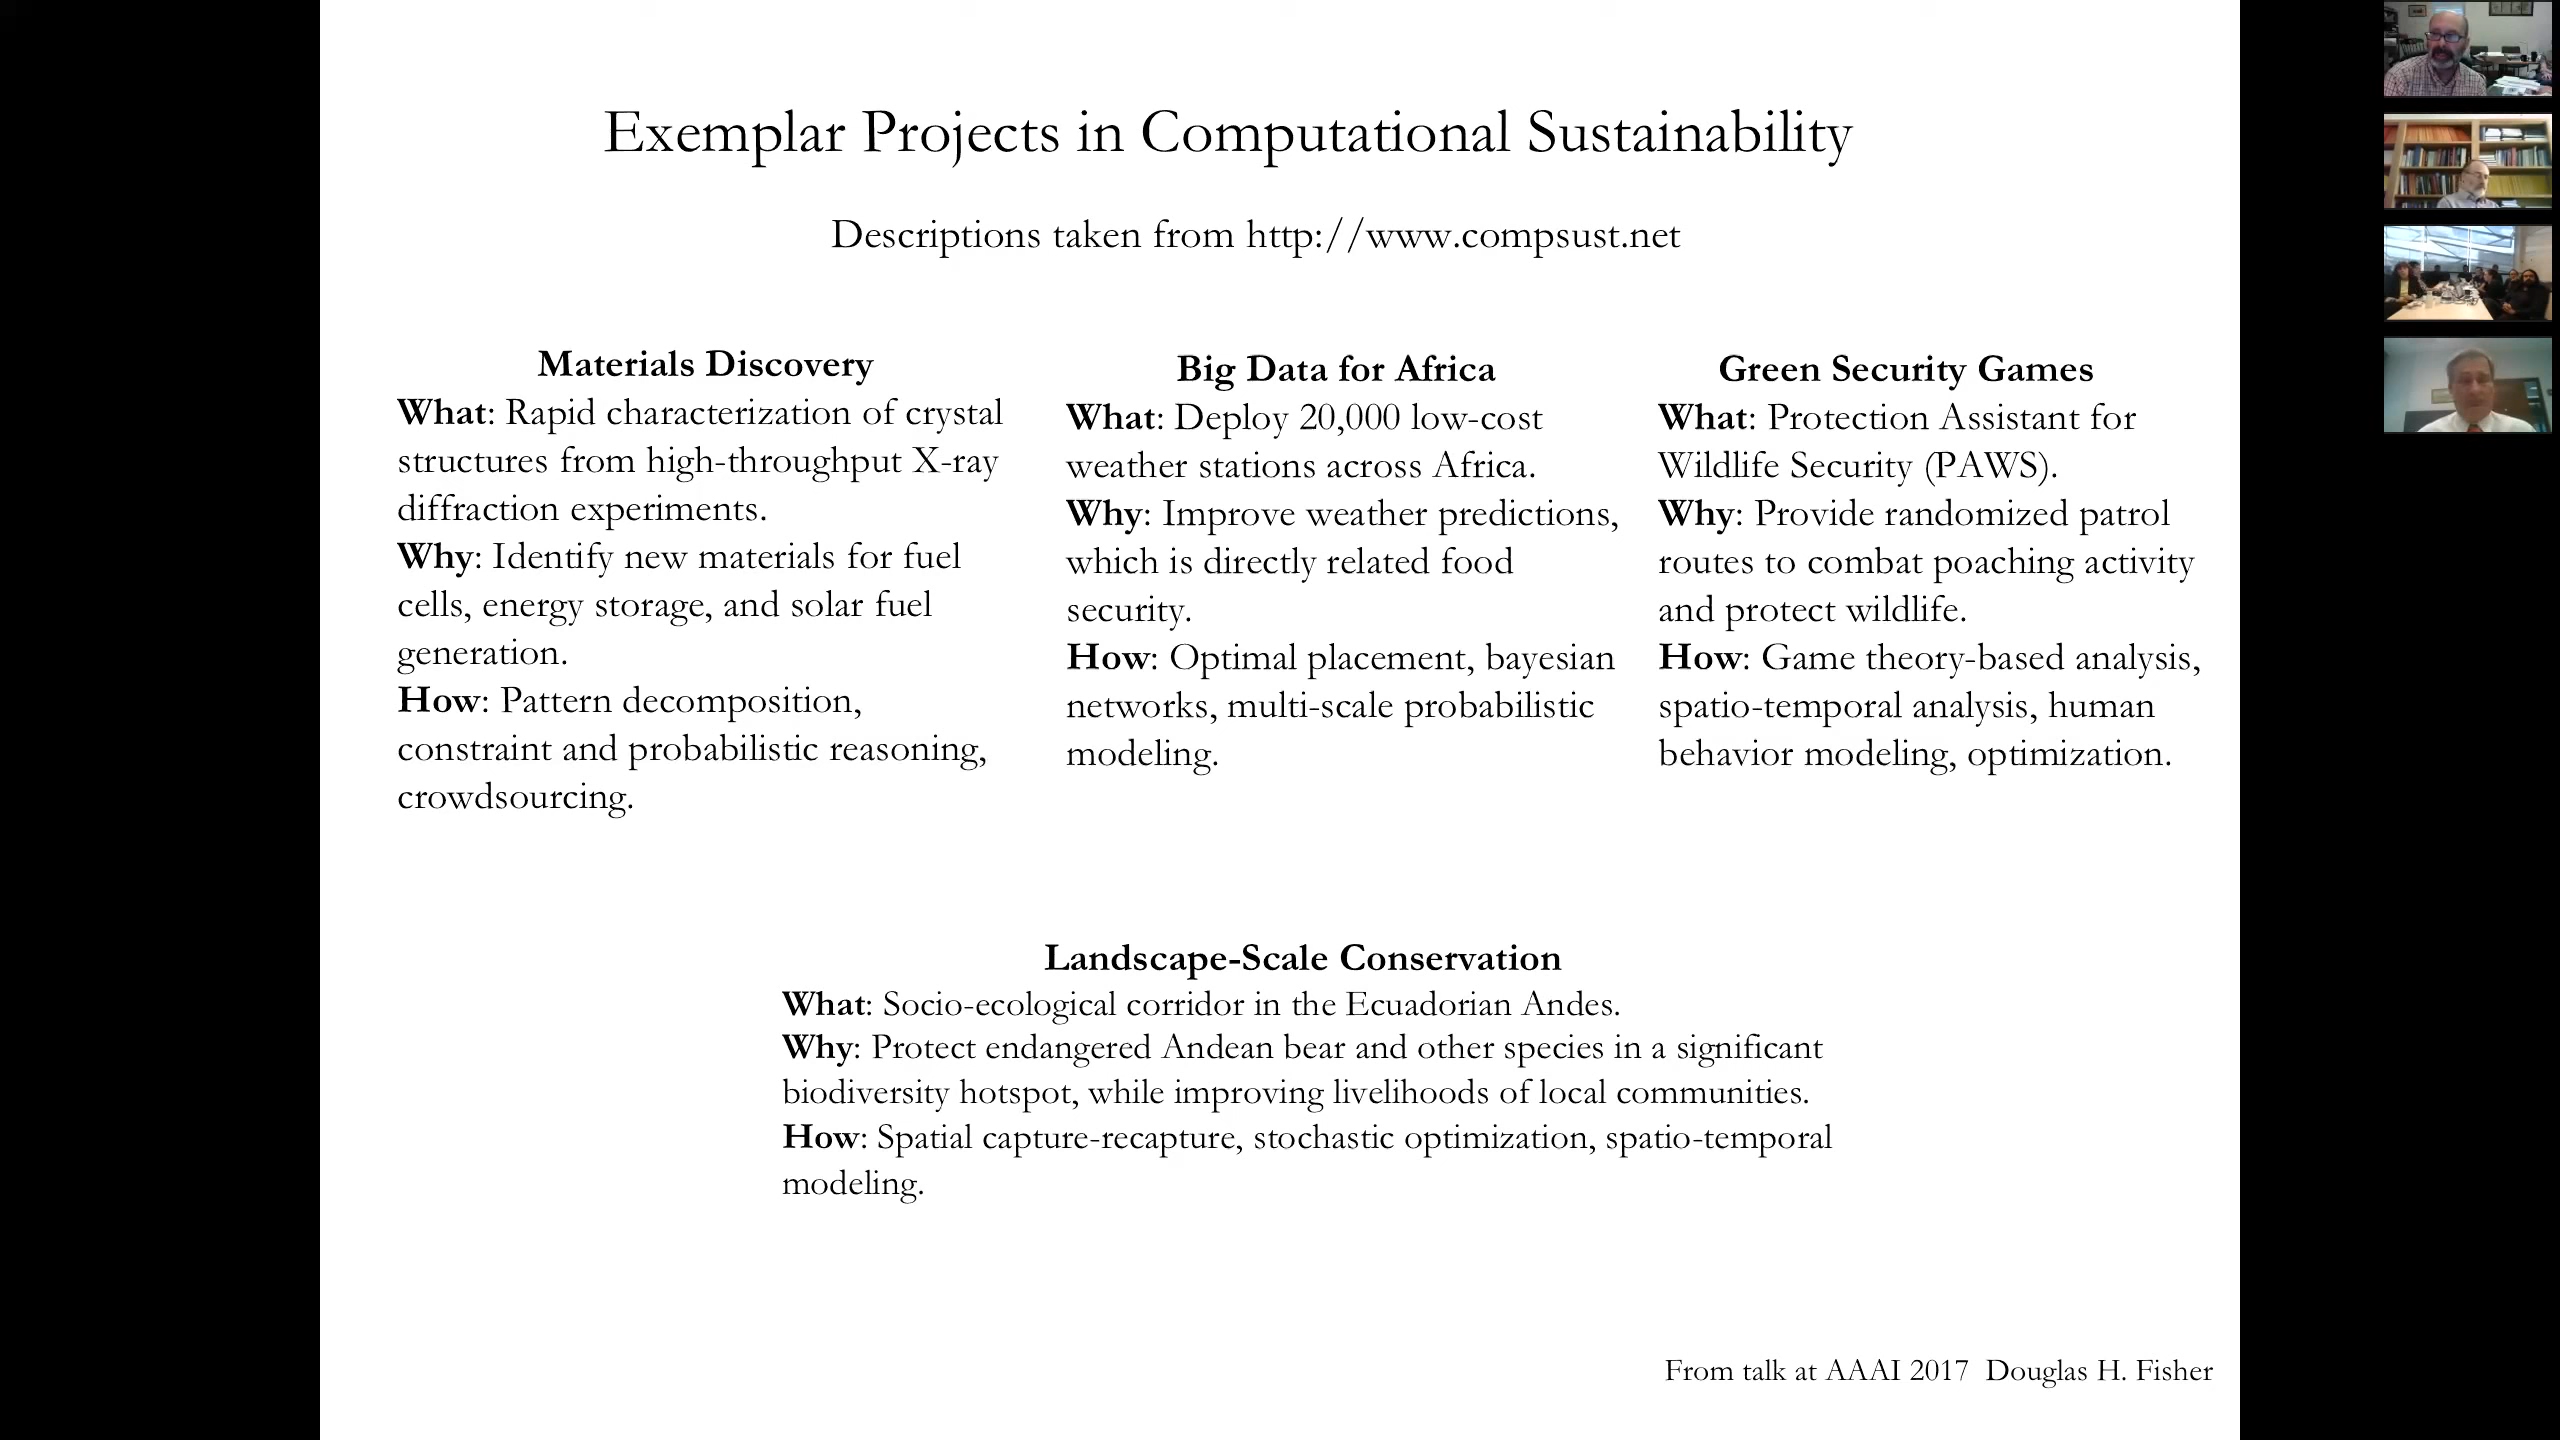 Exemplar Projects in Computational Sustainability
Descriptions taken from http://www.compsust.net
Materials Discovery
What: Rapid characterization of crystal
structures from high-throughput X-ray
diffraction experiments.
Why: Identify new materials for fuel
cells, energy storage, and solar fuel
generation.
How: Pattern decomposition,
constraint and probabilistic reasoning,
crowdsourcing.
Big Data for Africa
What: Deploy 20,000 low-cost
weather stations across Africa.
Why: Improve weather predictions,
which is directly related food
security.
How: Optimal placement, bayesian
networks, multi-scale probabilistic
modeling.
Green Security Games
What: Protection Assistant for
Wildlife Security (PAWS).
Why: Provide randomized patrol
routes to combat poaching activity
and protect wildlife.
How: Game theory-based analysis,
spatio-temporal analysis, human
behavior modeling, optimization.
Landscape-Scale Conservation
What: Socio-ecological corridor in the Ecuadorian Andes.
Why: Protect endangered Andean bear and other species in a significant
biodiversity hotspot, while improving livelihoods of local communities.
How: Spatial capture-recapture, stochastic optimization, spatio-temporal
modeling.
From talk at AAAI 2017 Douglas H. Fisher